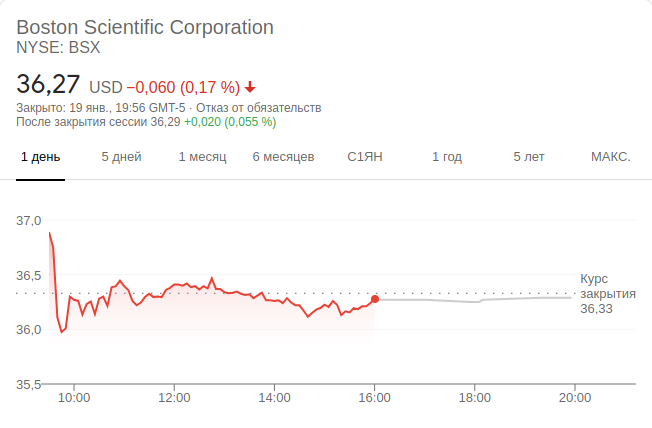 Boston Scientific Corporation
NYSE: BSX
36,27 USD −0,060 (0,17 %)
Закрыто: 19 янв., 19:56 GMT-5 · Отказ от обязательств
После закрытия сессии 36,29 +0,020 (0,055 %)
1 день 5 дней 1 месяц 6 месяцев С1ЯН 1 год 5 лет МАКС.
37,0
36,5
Курс
закрытия
36,33
36,0
35,5
10:00 12:00 14:00 16:00 18:00 20:00